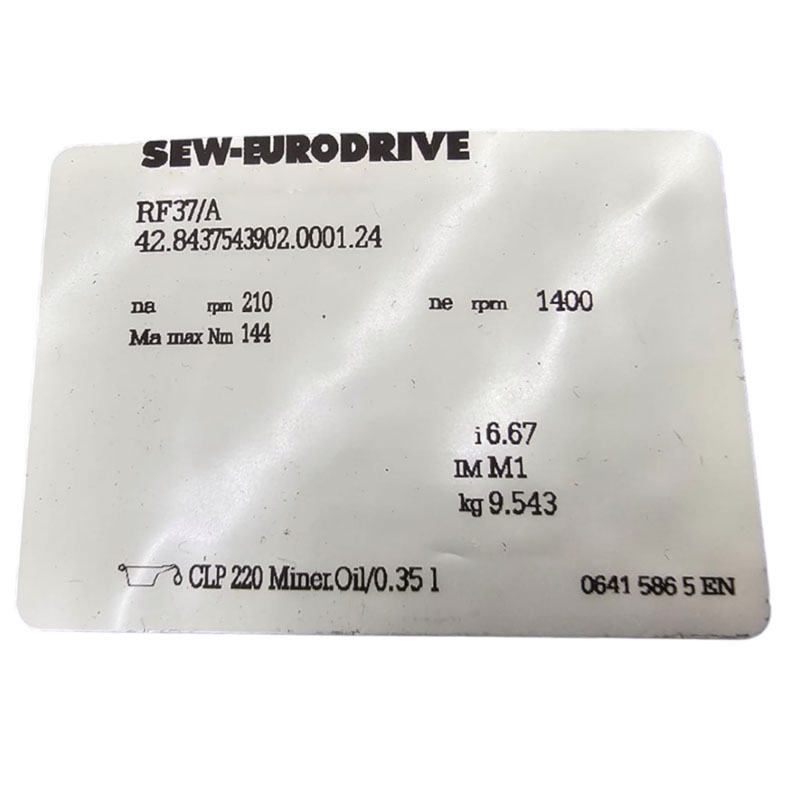 SEW-EURODRIVE
RF37/A
42.8437543902.0001.24
na rpm 210 ne rpm 1400
Ma max Nm 144
i 6.67
IM M1
kg 9.543
CLP 220 Miner.Oil/0.35 l 0641 586 5 EN